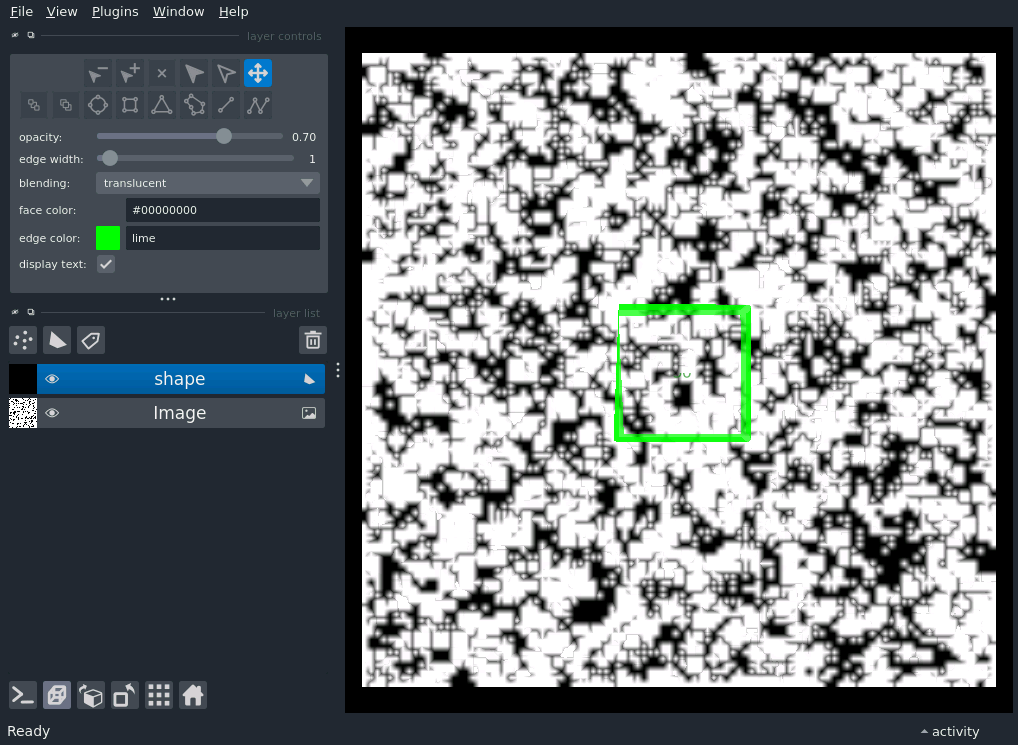 File View Plugins Window Help
layer controls
opacity: 0.70
edge width: 1
blending: translucent
face color: #00000000
edge color: lime
display text:
layer list
shape
Image
Ready
activity